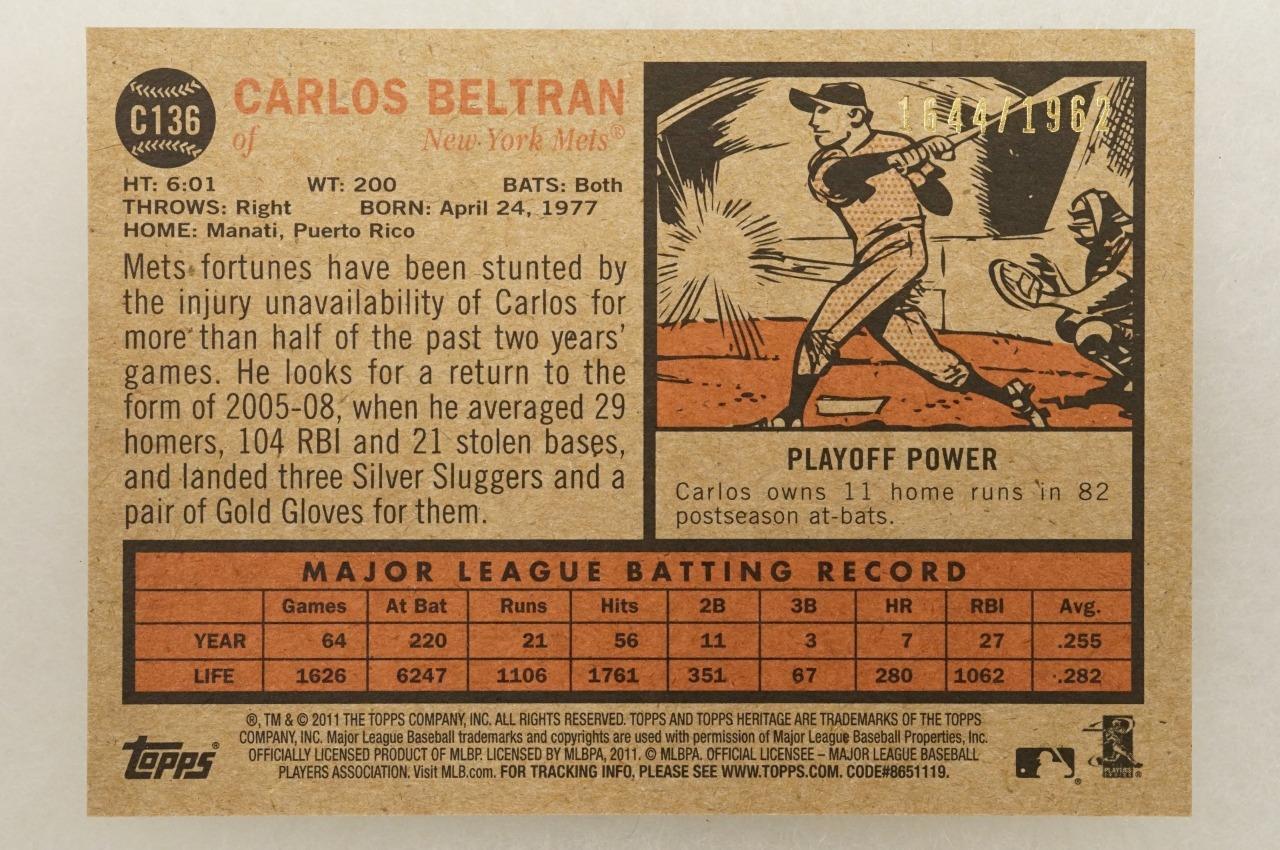 C136
CARLOS BELTRAN
of New York Mets®
HT: 6:01 WT: 200 BATS: Both
THROWS: Right BORN: April 24, 1977
HOME: Manati, Puerto Rico
Mets fortunes have been stunted by
the injury unavailability of Carlos for
more than half of the past two years'
games. He looks for a return to the
form of 2005-08, when he averaged 29
homers, 104 RBI and 21 stolen bases,
and landed three Silver Sluggers and a
pair of Gold Gloves for them.
1644/1962
PLAYOFF POWER
Carlos owns 11 home runs in 82
postseason at-bats.
MAJOR LEAGUE BATTING RECORD
Games At Bat Runs Hits 2B 3B HR RBI Avg.
YEAR 64 220 21 56 11 3 7 27 .255
LIFE 1626 6247 1106 1761 351 67 280 1062 .282
topps®
®, TM & © 2011 THE TOPPS COMPANY, INC. ALL RIGHTS RESERVED. TOPPS AND TOPPS HERITAGE ARE TRADEMARKS OF THE TOPPS
COMPANY, INC. Major League Baseball trademarks and copyrights are used with permission of Major League Baseball Properties, Inc.
OFFICIALLY LICENSED PRODUCT OF MLBP. LICENSED BY MLBPA, 2011. © MLBPA. OFFICIAL LICENSEE – MAJOR LEAGUE BASEBALL
PLAYERS ASSOCIATION. Visit MLB.com. FOR TRACKING INFO, PLEASE SEE WWW.TOPPS.COM. CODE#8651119.